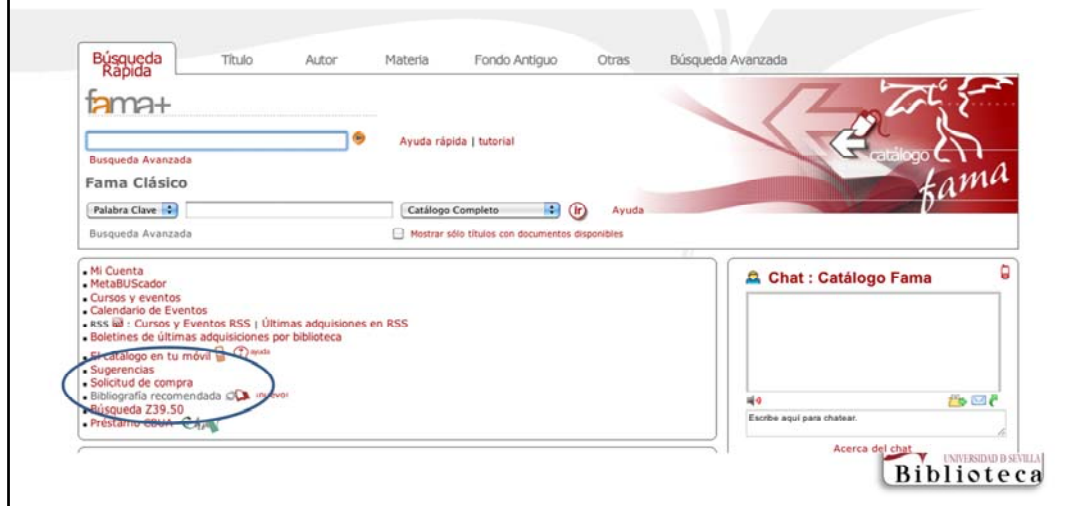 Búsqueda Rápida Título Autor Materia Fondo Antiguo Otras Búsqueda Avanzada
fama+
Ayuda rápida | tutorial
Busqueda Avanzada
catálogo
fama
Fama Clásico
Palabra Clave Catálogo Completo Ir Ayuda
Busqueda Avanzada Mostrar sólo títulos con documentos disponibles
Mi Cuenta
MetaBUScador
Cursos y eventos
Calendario de Eventos
RSS : Cursos y Eventos RSS | Últimas adquisiciones en RSS
Boletines de últimas adquisiciones por biblioteca
El catálogo en tu móvil ayuda
Sugerencias
Solicitud de compra
Bibliografía recomendada ¡nuevo!
Búsqueda Z39.50
Préstamo CBUA
Chat : Catálogo Fama
Escribe aquí para chatear.
Acerca del chat
UNIVERSIDAD D SEVILLA
Biblioteca